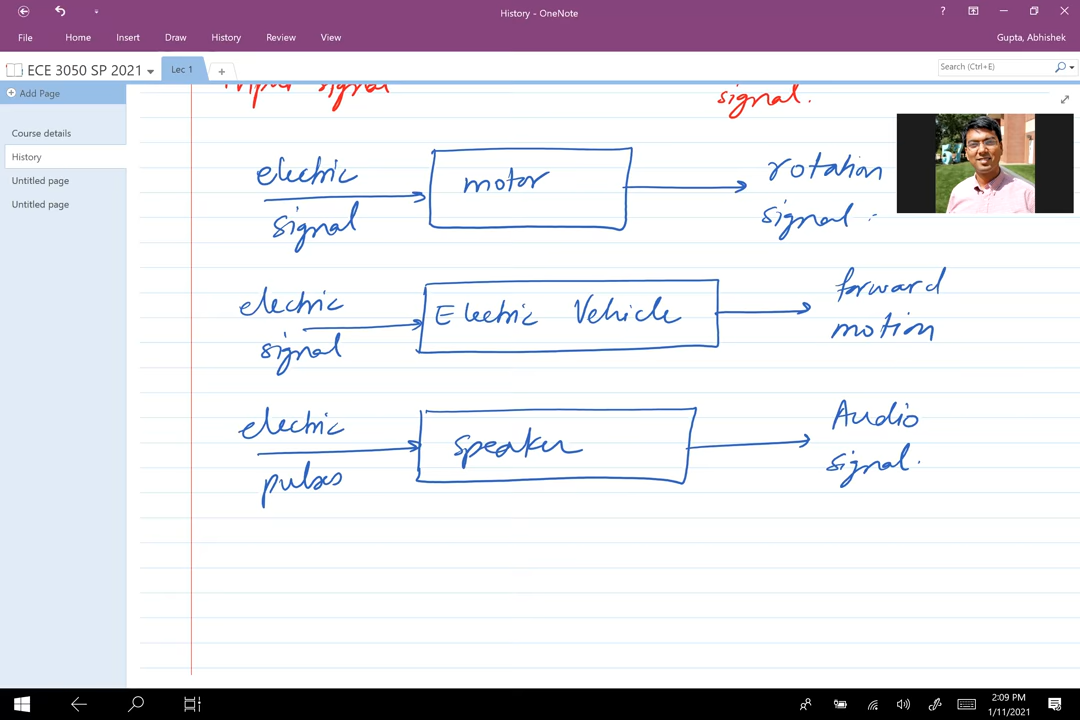 History - OneNote
File Home Insert Draw History Review View
Gupta, Abhishek
ECE 3050 SP 2021
Lec 1
Search (Ctrl+E)
Add Page
Course details
History
Untitled page
Untitled page
Input signal
signal.
electric
signal
motor
rotation
signal.
electric
signal
Electric Vehicle
forward
motion
electric
pulses
speaker
Audio
signal.
2:09 PM
1/11/2021